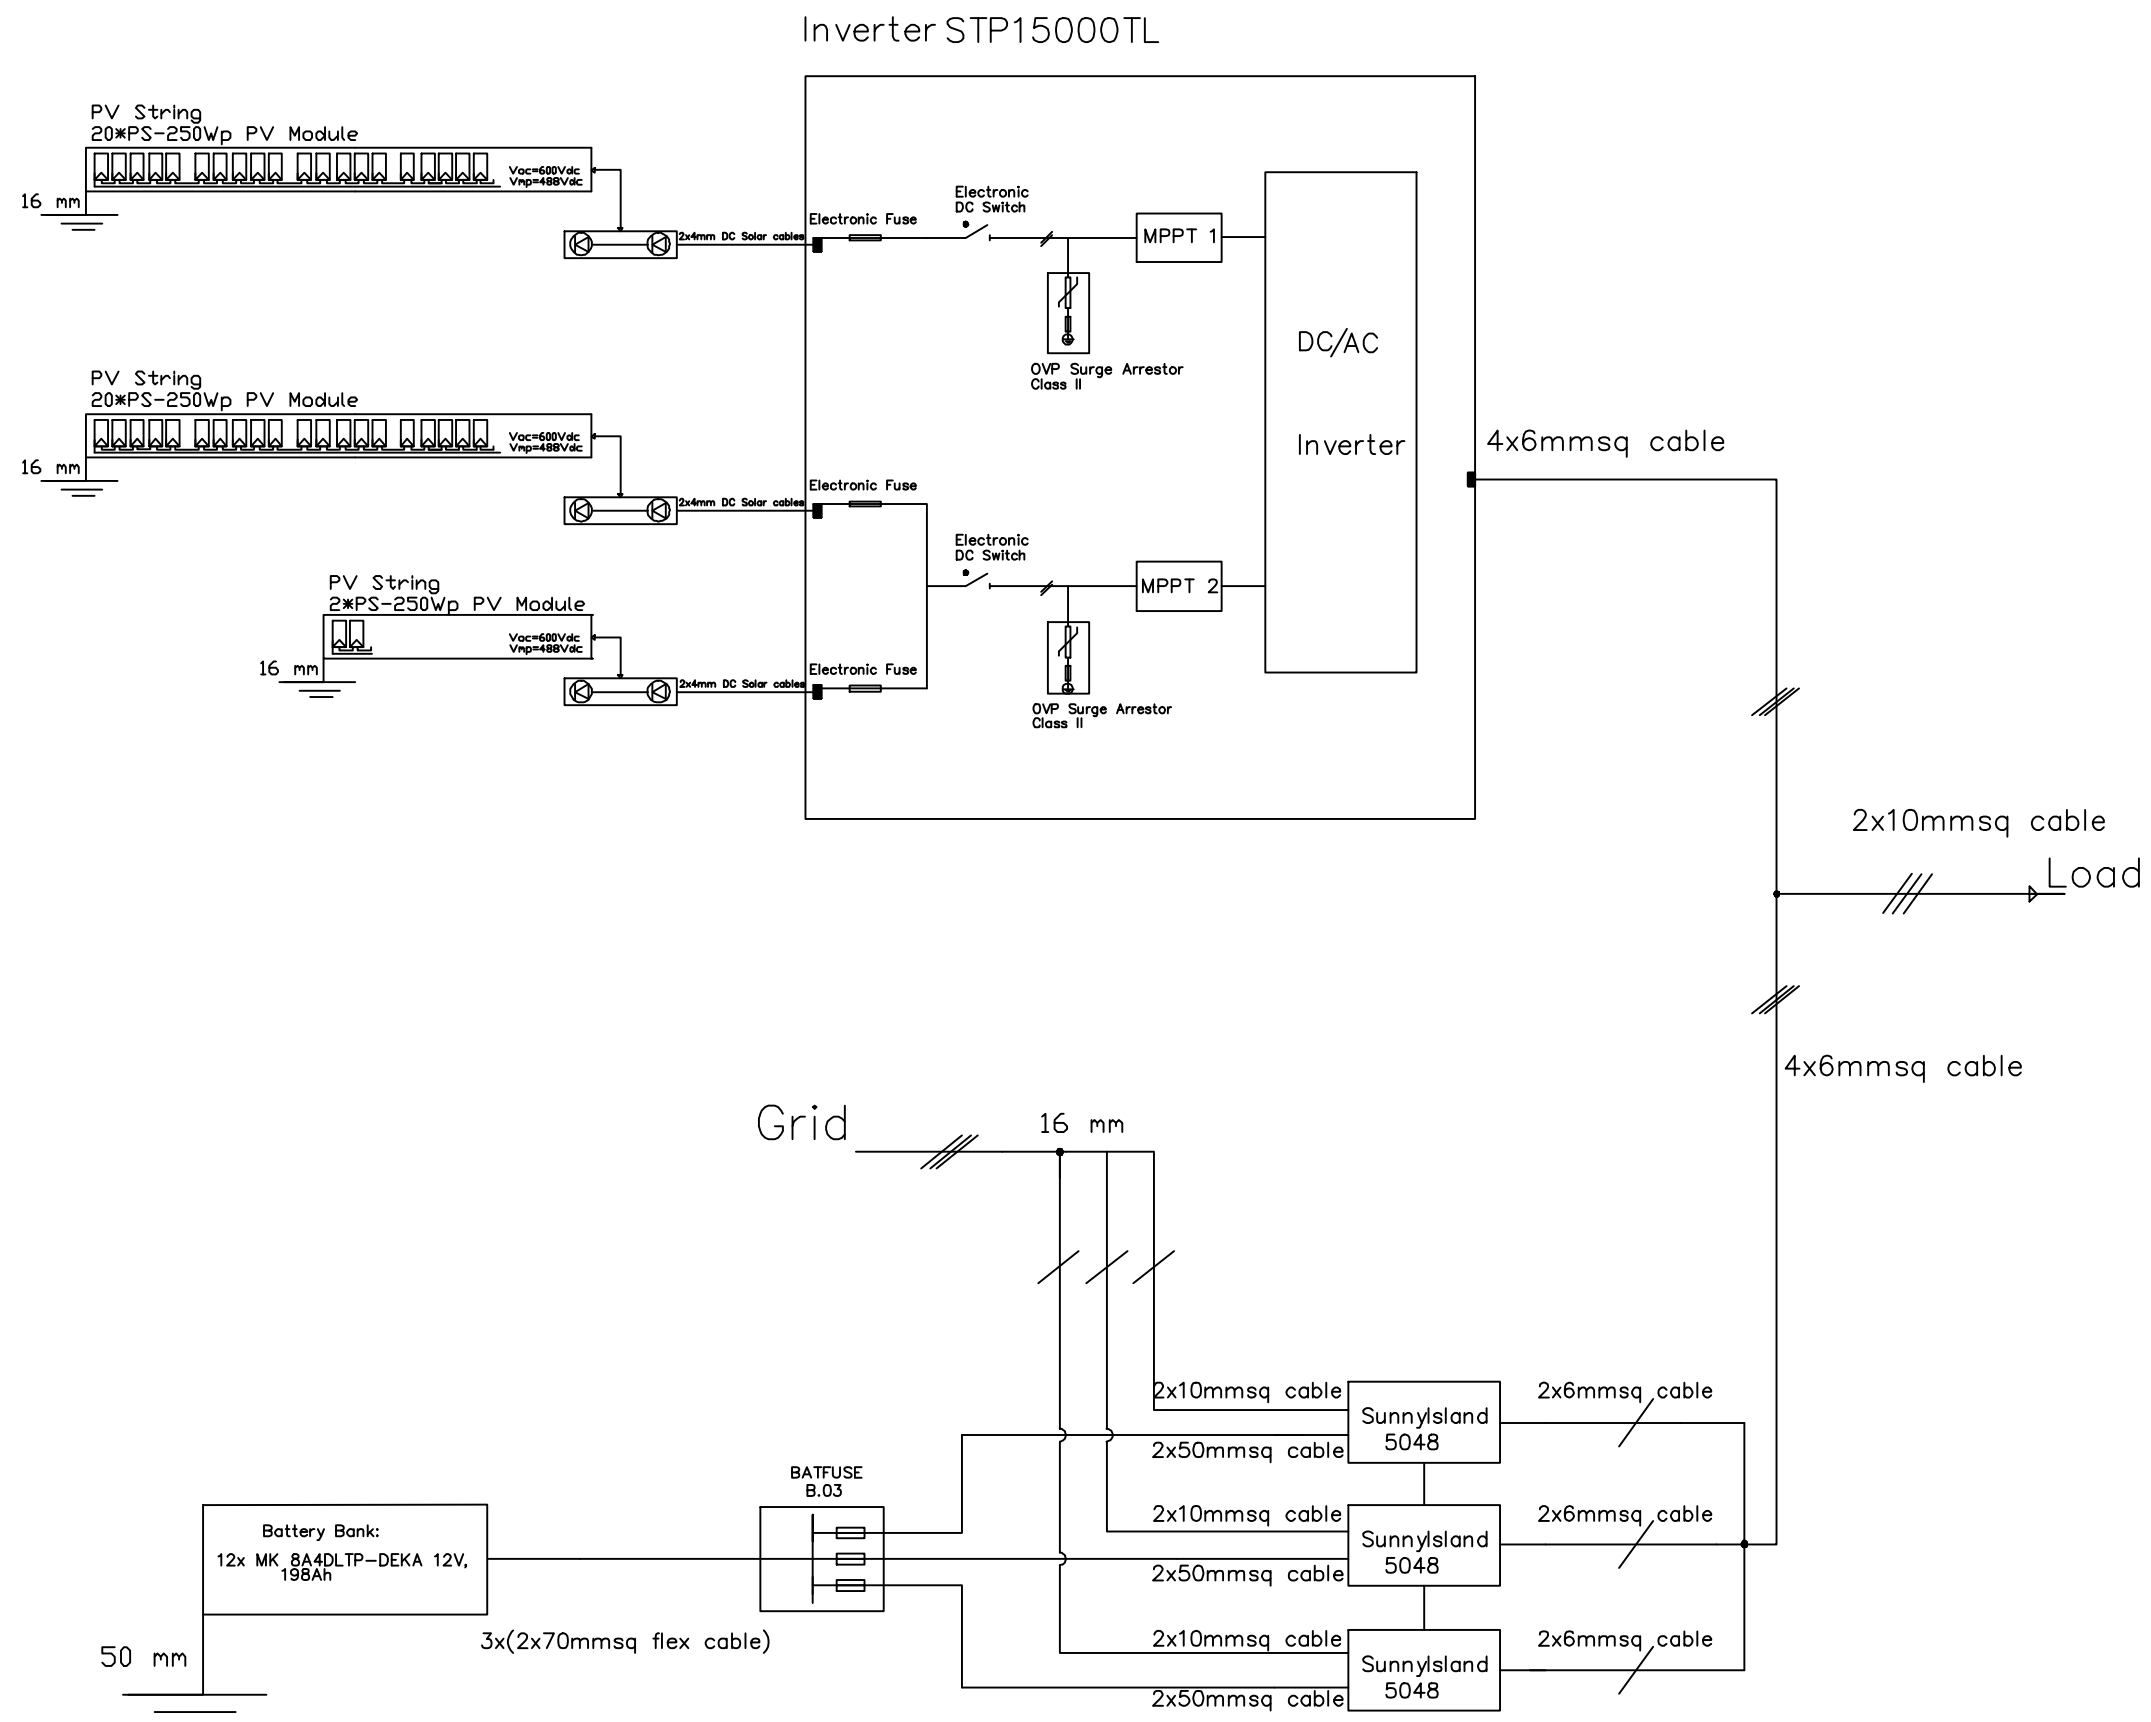 Inverter STP15000TL
PV String
20*PS-250Wp PV Module
Voc=600Vdc
Vmp=488Vdc
16 mm
2x4mm DC Solar cables
Electronic Fuse
Electronic
DC Switch
MPPT 1
OVP Surge Arrestor
Class II
DC/AC
Inverter
PV String
20*PS-250Wp PV Module
Voc=600Vdc
Vmp=488Vdc
16 mm
2x4mm DC Solar cables
Electronic Fuse
4x6mmsq cable
Electronic
DC Switch
MPPT 2
PV String
2*PS-250Wp PV Module
Voc=600Vdc
Vmp=488Vdc
16 mm
2x4mm DC Solar cables
Electronic Fuse
OVP Surge Arrestor
Class II
2x10mmsq cable
Load
4x6mmsq cable
Grid
16 mm
2x10mmsq cable
SunnyIsland
5048
2x6mmsq cable
2x50mmsq cable
BATFUSE
B.03
2x10mmsq cable
SunnyIsland
5048
2x6mmsq cable
2x50mmsq cable
Battery Bank:
12x MK 8A4DLTP-DEKA 12V,
198Ah
3x(2x70mmsq flex cable)
50 mm
2x10mmsq cable
SunnyIsland
5048
2x6mmsq cable
2x50mmsq cable